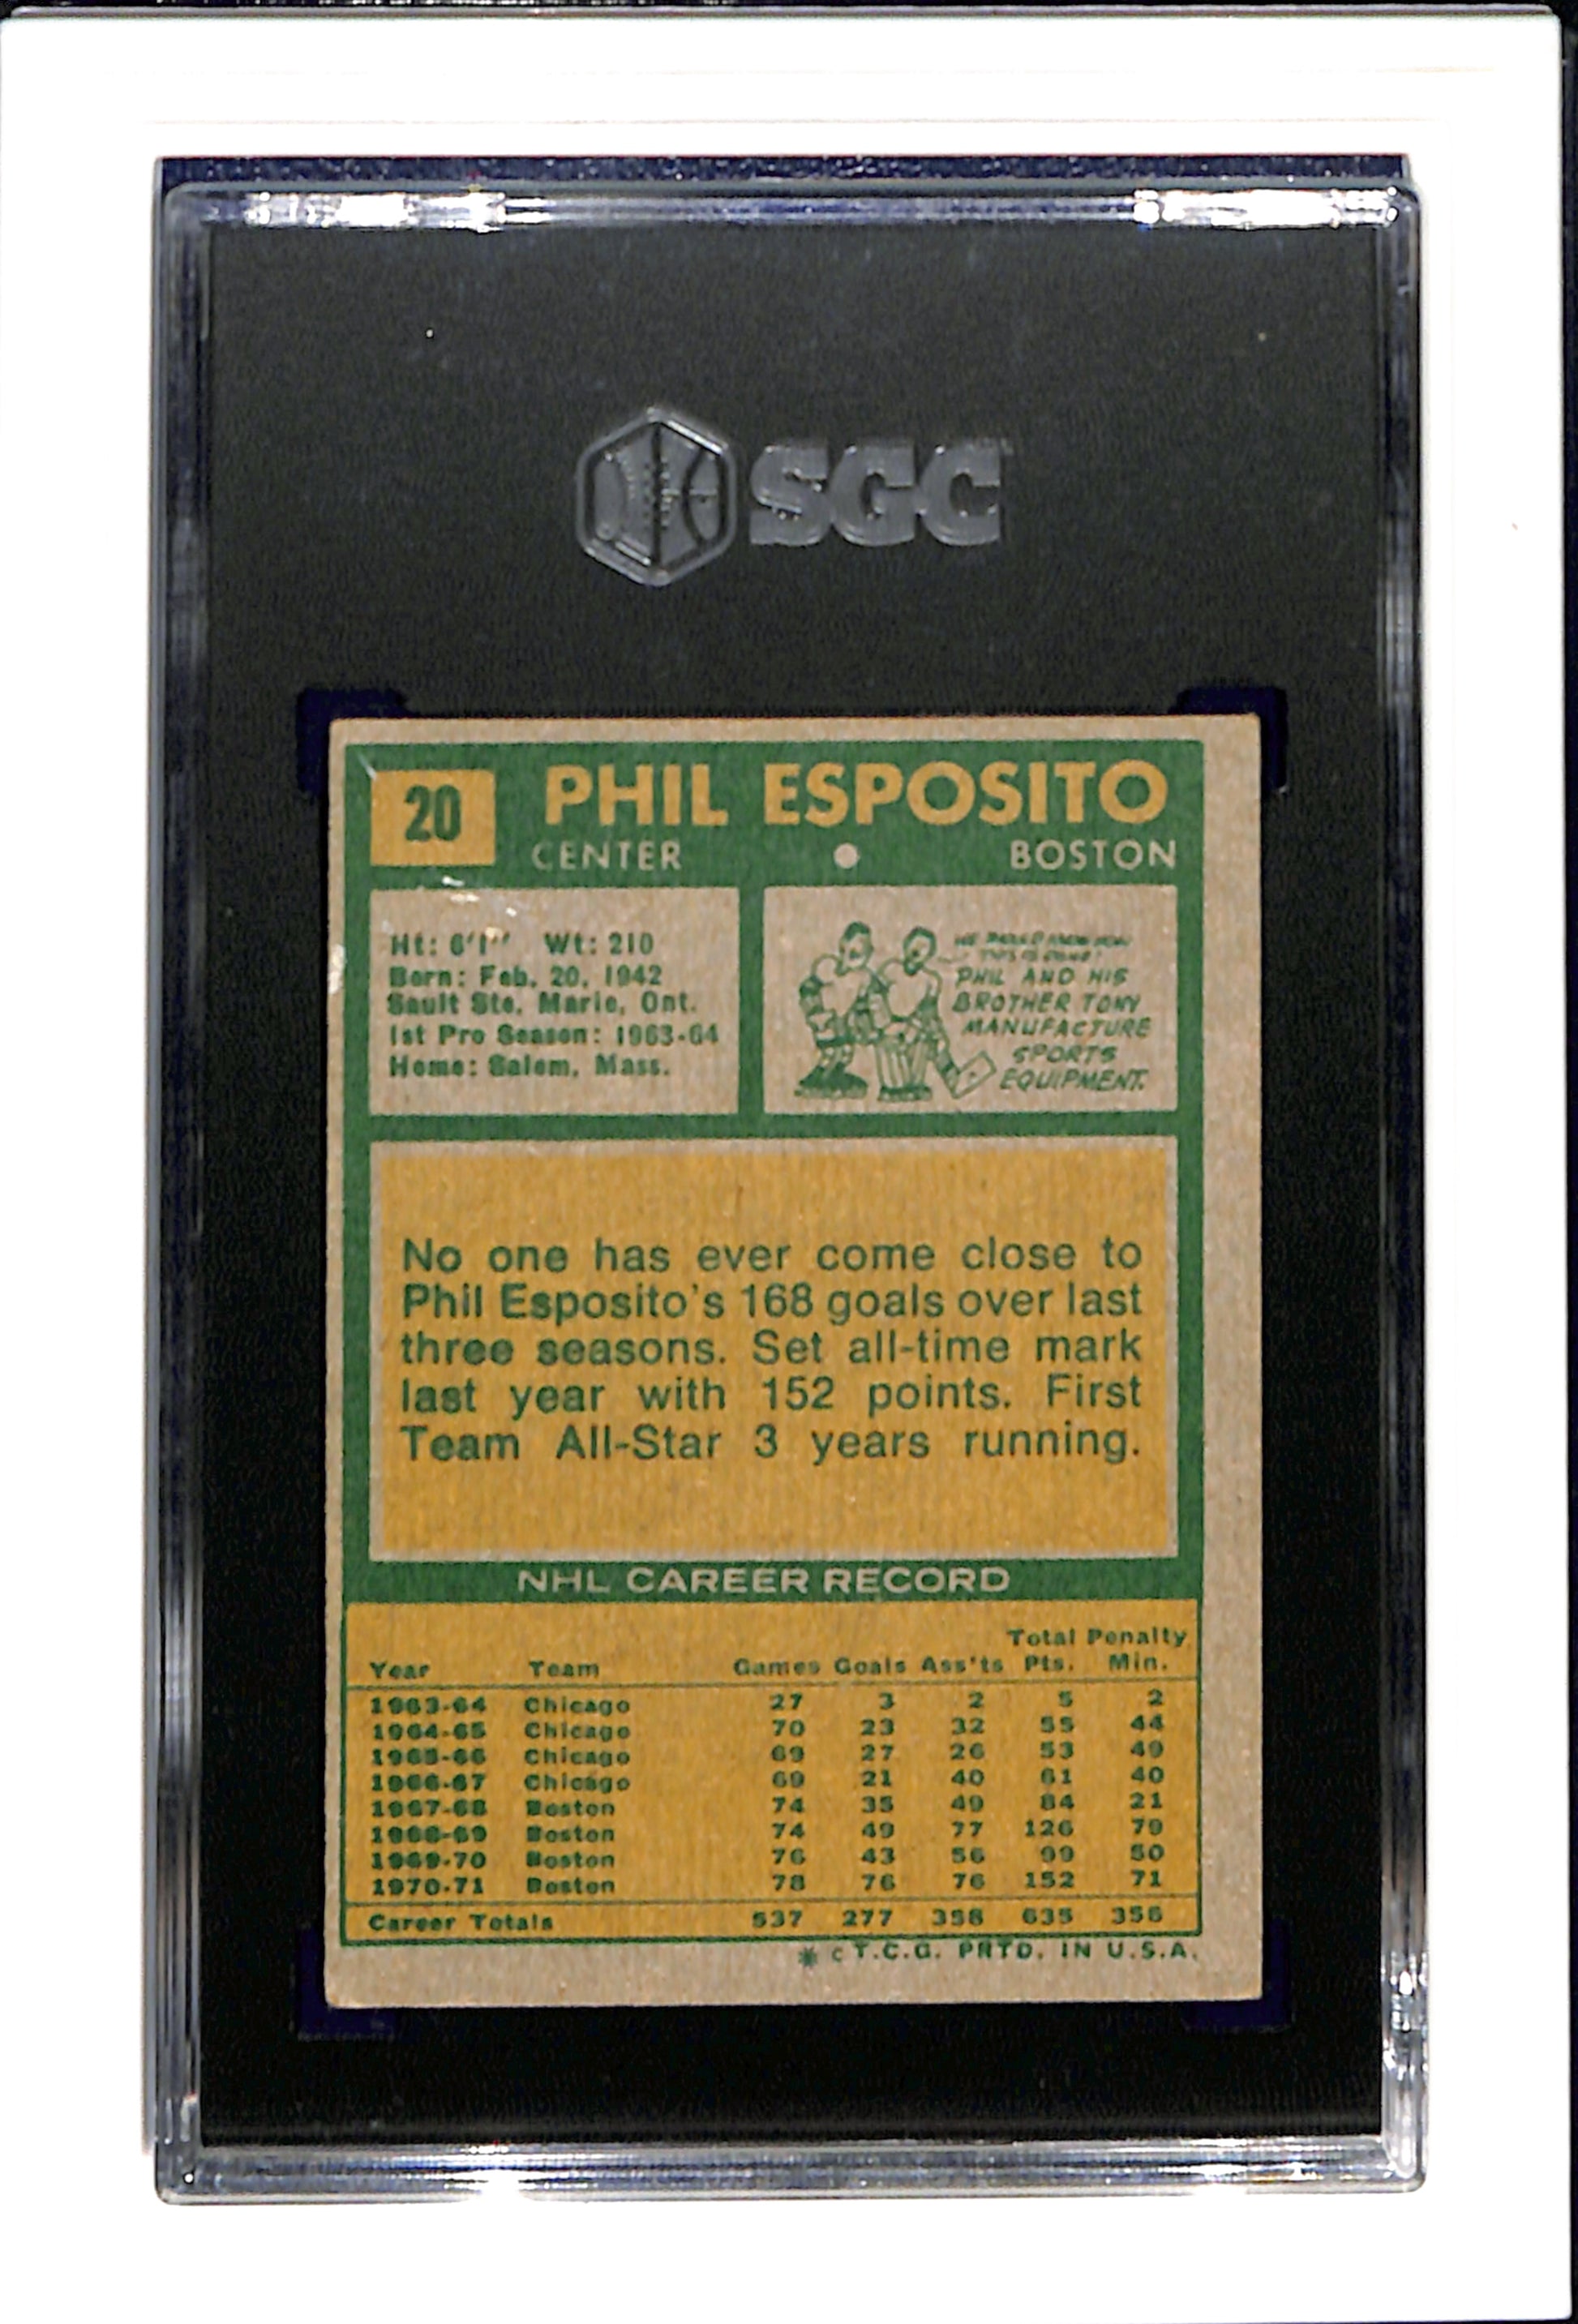 SGC
20
PHIL ESPOSITO
CENTER • BOSTON
Ht: 6'1" Wt: 210
Born: Feb. 20, 1942
Sault Ste. Marie, Ont.
1st Pro Season: 1963-64
Home: Salem, Mass.
WE SHOULD KNOW HOW
THIS IS DONE!
PHIL AND HIS
BROTHER TONY
MANUFACTURE
SPORTS
EQUIPMENT.
No one has ever come close to
Phil Esposito's 168 goals over last
three seasons. Set all-time mark
last year with 152 points. First
Team All-Star 3 years running.
NHL CAREER RECORD
Total Penalty
Year Team Games Goals Ass'ts Pts. Min.
1963-64 Chicago 27 3 2 5 2
1964-65 Chicago 70 23 32 55 44
1965-66 Chicago 69 27 26 53 49
1966-67 Chicago 69 21 40 61 40
1967-68 Boston 74 35 49 84 21
1968-69 Boston 74 49 77 126 79
1969-70 Boston 76 43 56 99 50
1970-71 Boston 78 76 76 152 71
Career Totals 537 277 358 635 356
* © T.C.G. PRTD. IN U.S.A.